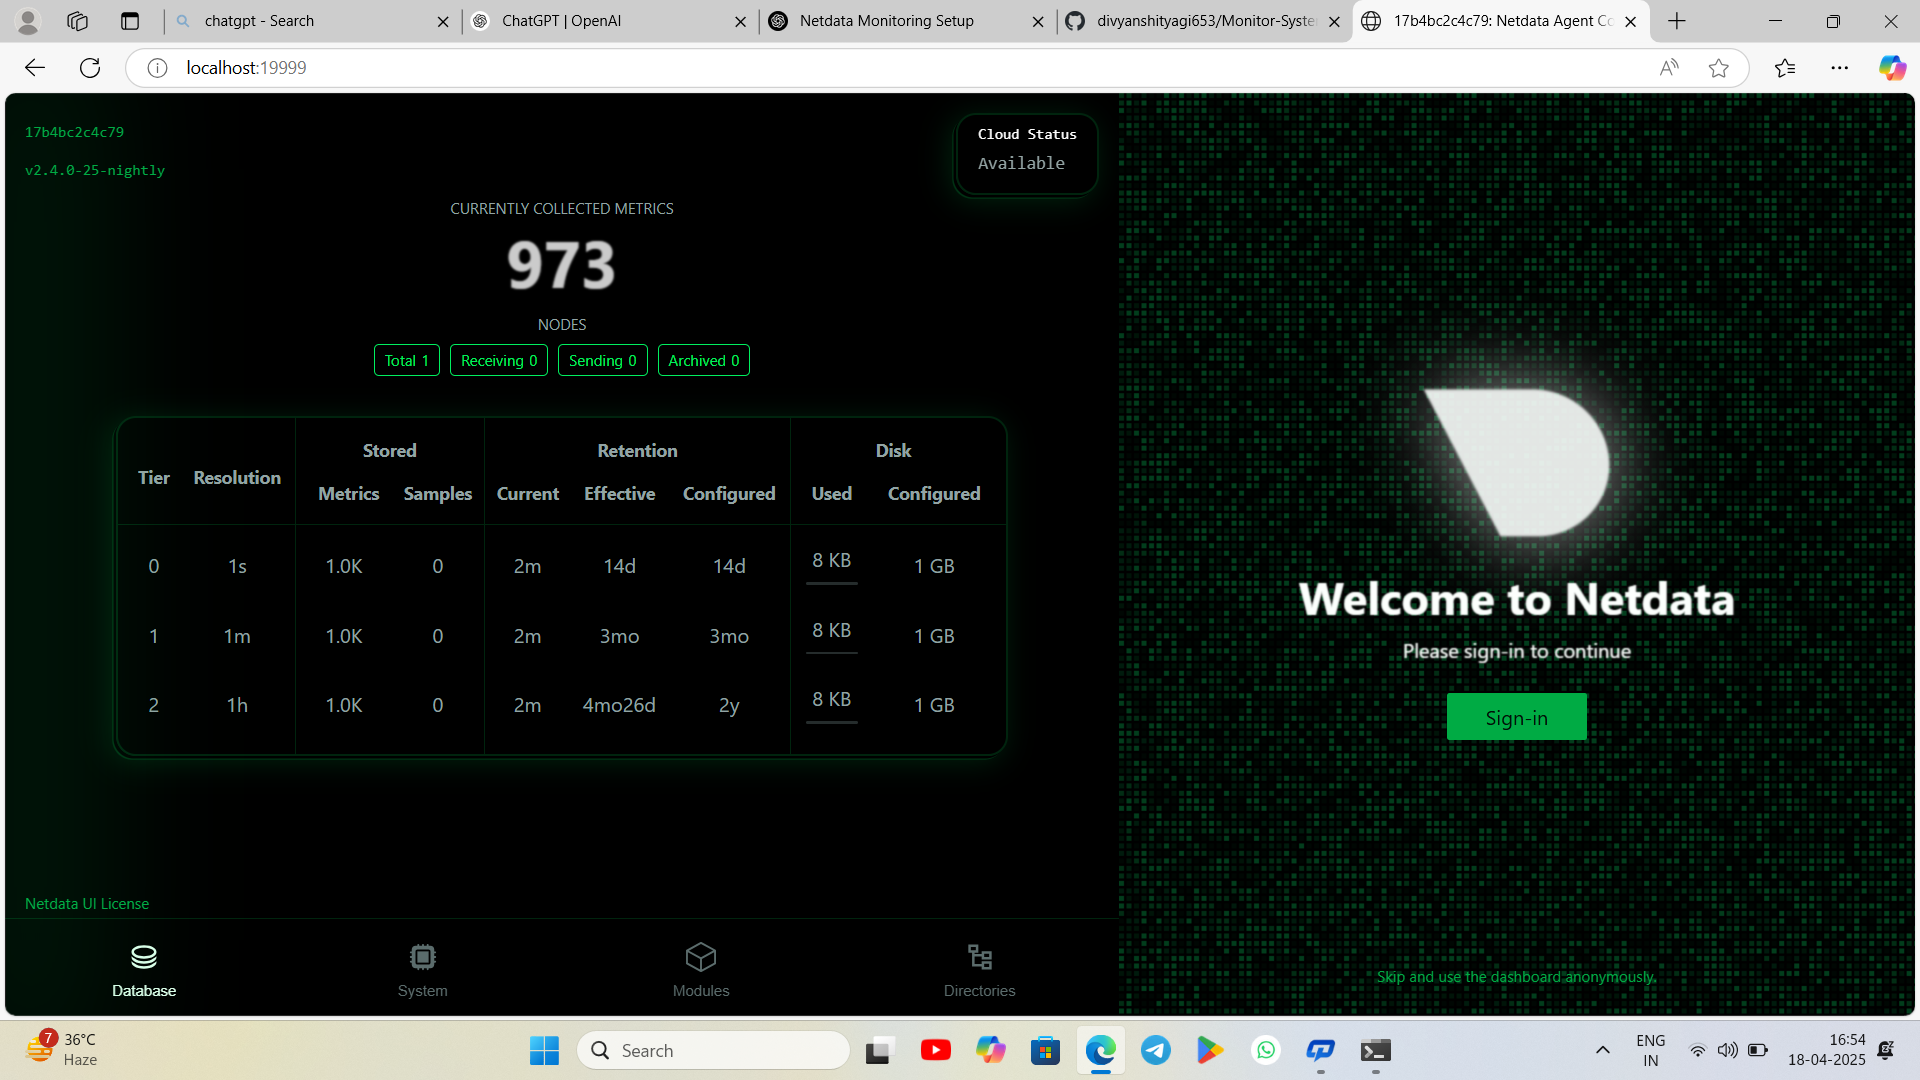 chatgpt - Search
ChatGPT | OpenAI
Netdata Monitoring Setup
divyanshityagi653/Monitor-Syste
17b4bc2c4c79: Netdata Agent Co
localhost:19999
17b4bc2c4c79
v2.4.0-25-nightly
Cloud Status
Available
CURRENTLY COLLECTED METRICS
973
NODES
Total 1 Receiving 0 Sending 0 Archived 0
Stored Retention Disk
Tier Resolution
Metrics Samples Current Effective Configured Used Configured
0 1s 1.0K 0 2m 14d 14d 8 KB 1 GB
1 1m 1.0K 0 2m 3mo 3mo 8 KB 1 GB
2 1h 1.0K 0 2m 4mo26d 2y 8 KB 1 GB
Netdata UI License
Database System Modules Directories
Welcome to Netdata
Please sign-in to continue
Sign-in
Skip and use the dashboard anonymously.
7
36°C
Haze
Search
ENG
IN
16:54
18-04-2025